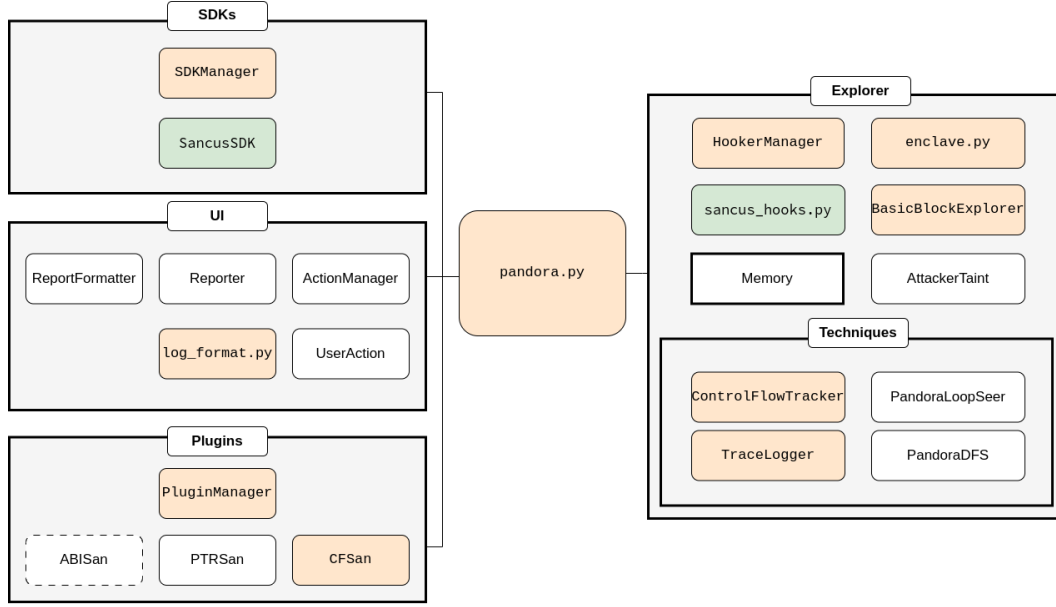 SDKs
SDKManager
SancusSDK
UI
ReportFormatter
Reporter
ActionManager
log_format.py
UserAction
Plugins
PluginManager
ABISan
PTRSan
CFSan
pandora.py
Explorer
HookerManager
enclave.py
sancus_hooks.py
BasicBlockExplorer
Memory
AttackerTaint
Techniques
ControlFlowTracker
PandoraLoopSeer
TraceLogger
PandoraDFS